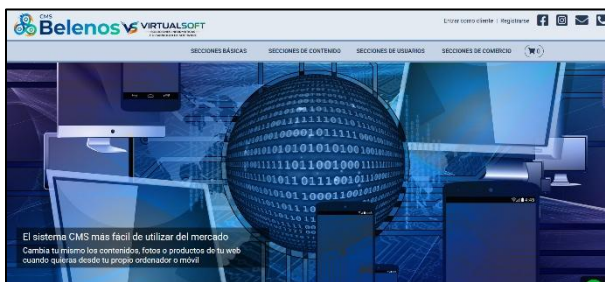 CMS
Belenos VIRTUALSOFT
Entrar como cliente | Registrarse
SECCIONES BÁSICAS SECCIONES DE CONTENIDO SECCIONES DE USUARIOS SECCIONES DE COMERCIO (0)
El sistema CMS más fácil de utilizar del mercado
Cambia tu mismo los contenidos, fotos o productos de tu web
cuando quieras desde tu propio ordenador o móvil